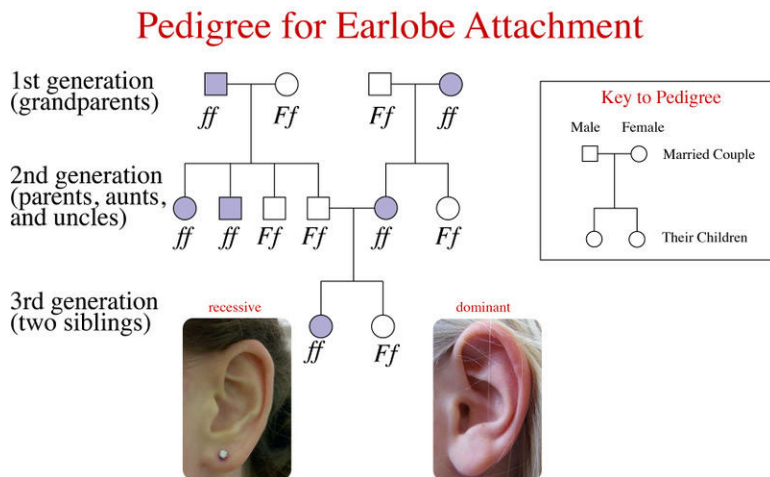 Pedigree for Earlobe Attachment
1st generation
(grandparents)
ff
Ff
Ff
ff
2nd generation
(parents, aunts,
and uncles)
ff
ff
Ff
Ff
ff
Ff
3rd generation
(two siblings)
ff
Ff
recessive
dominant
Key to Pedigree
Male
Female
Married Couple
Their Children